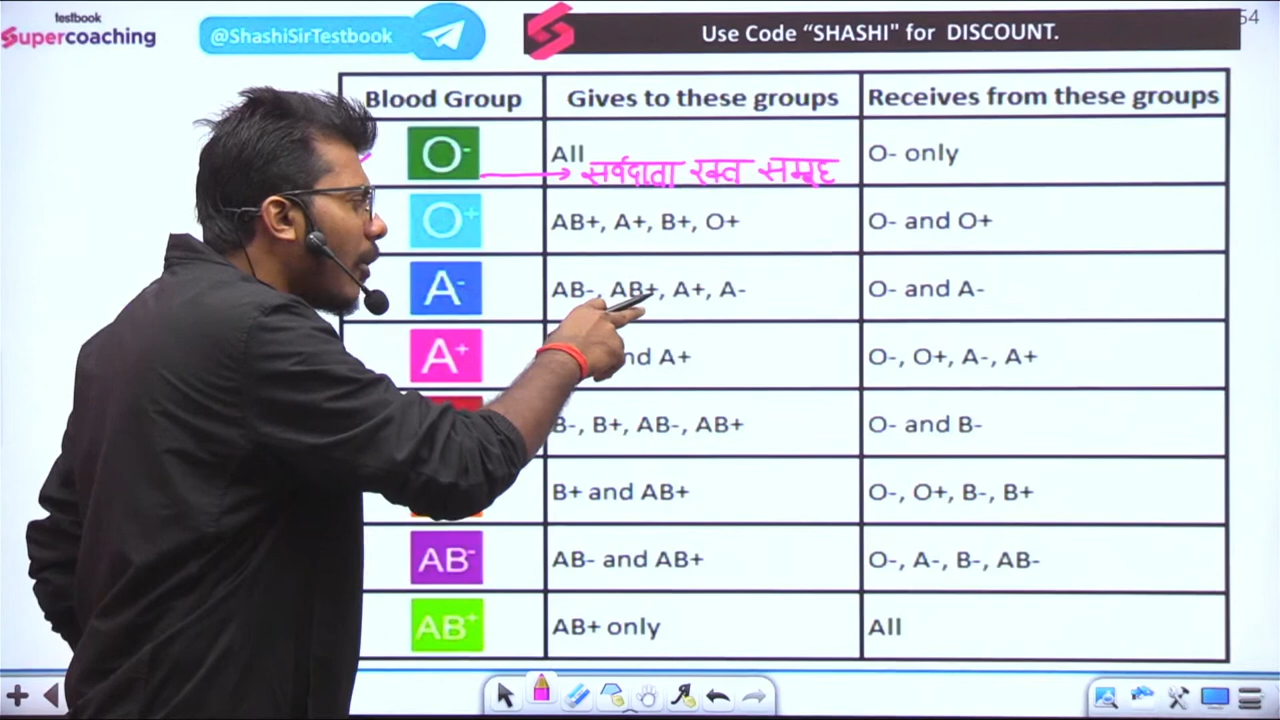 testbook
Supercoaching
@ShashiSirTestbook
Use Code “SHASHI" for DISCOUNT.
54
Blood Group Gives to these groups Receives from these groups
O- All O- only
सर्वदाता रक्त समूह
O+ AB+, A+, B+, O+ O- and O+
A- AB-, AB+, A+, A- O- and A-
A+ nd A+ O-, O+, A-, A+
B-, B+, AB-, AB+ O- and B-
B+ and AB+ O-, O+, B-, B+
AB- AB- and AB+ O-, A-, B-, AB-
AB+ AB+ only All